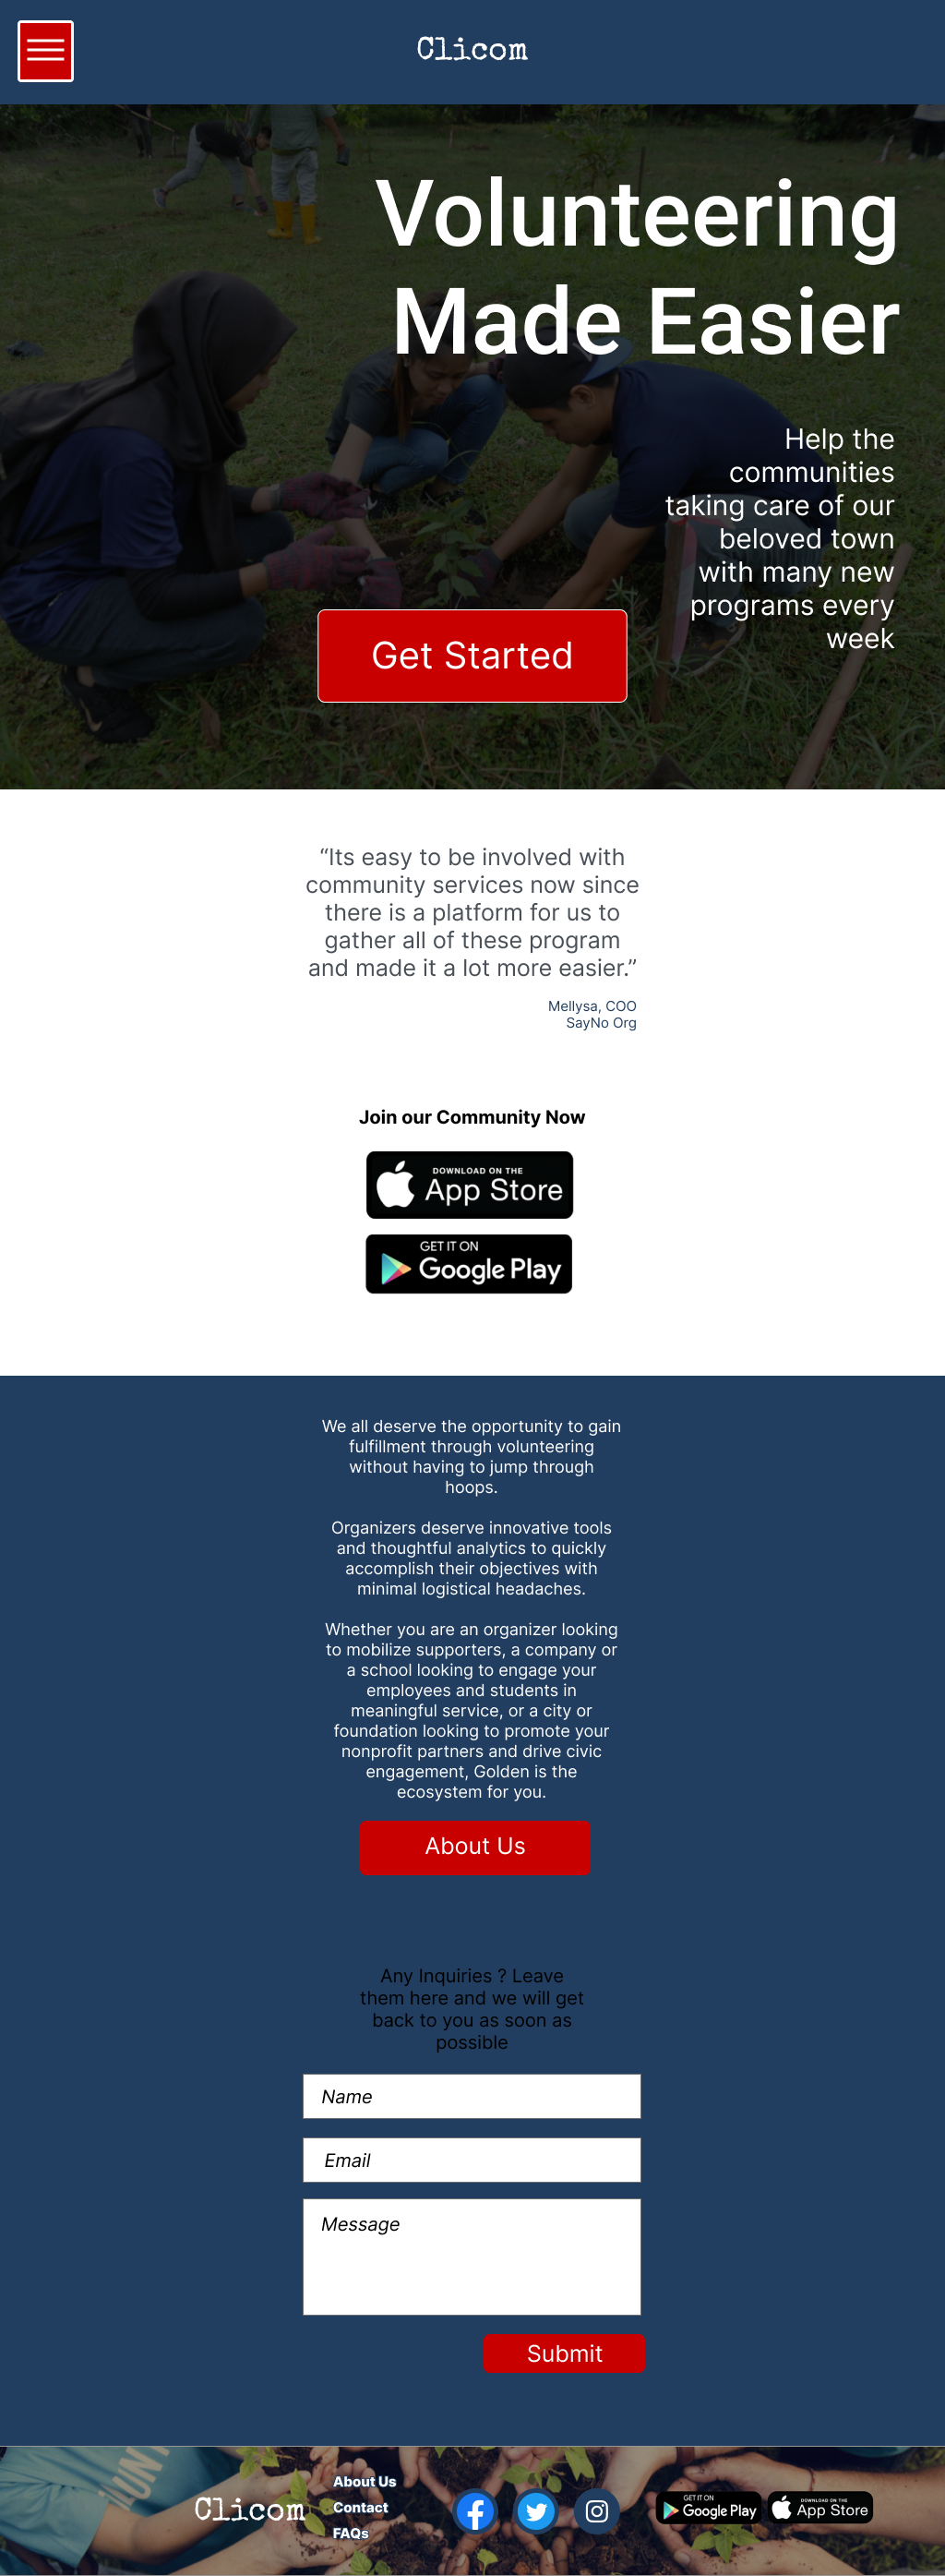 Clicom
Volunteering
Made Easier
Help the
communities
taking care of our
beloved town
with many new
programs every
week
Get Started
“Its easy to be involved with
community services now since
there is a platform for us to
gather all of these program
and made it a lot more easier.”
Mellysa, COO
SayNo Org
Join our Community Now
DOWNLOAD ON THE
App Store
GET IT ON
Google Play
We all deserve the opportunity to gain
fulfillment through volunteering
without having to jump through
hoops.
Organizers deserve innovative tools
and thoughtful analytics to quickly
accomplish their objectives with
minimal logistical headaches.
Whether you are an organizer looking
to mobilize supporters, a company or
a school looking to engage your
employees and students in
meaningful service, or a city or
foundation looking to promote your
nonprofit partners and drive civic
engagement, Golden is the
ecosystem for you.
About Us
Any Inquiries ? Leave
them here and we will get
back to you as soon as
possible
Name
Email
Message
Submit
Clicom
About Us
Contact
FAQs
GET IT ON
Google Play
DOWNLOAD ON THE
App Store